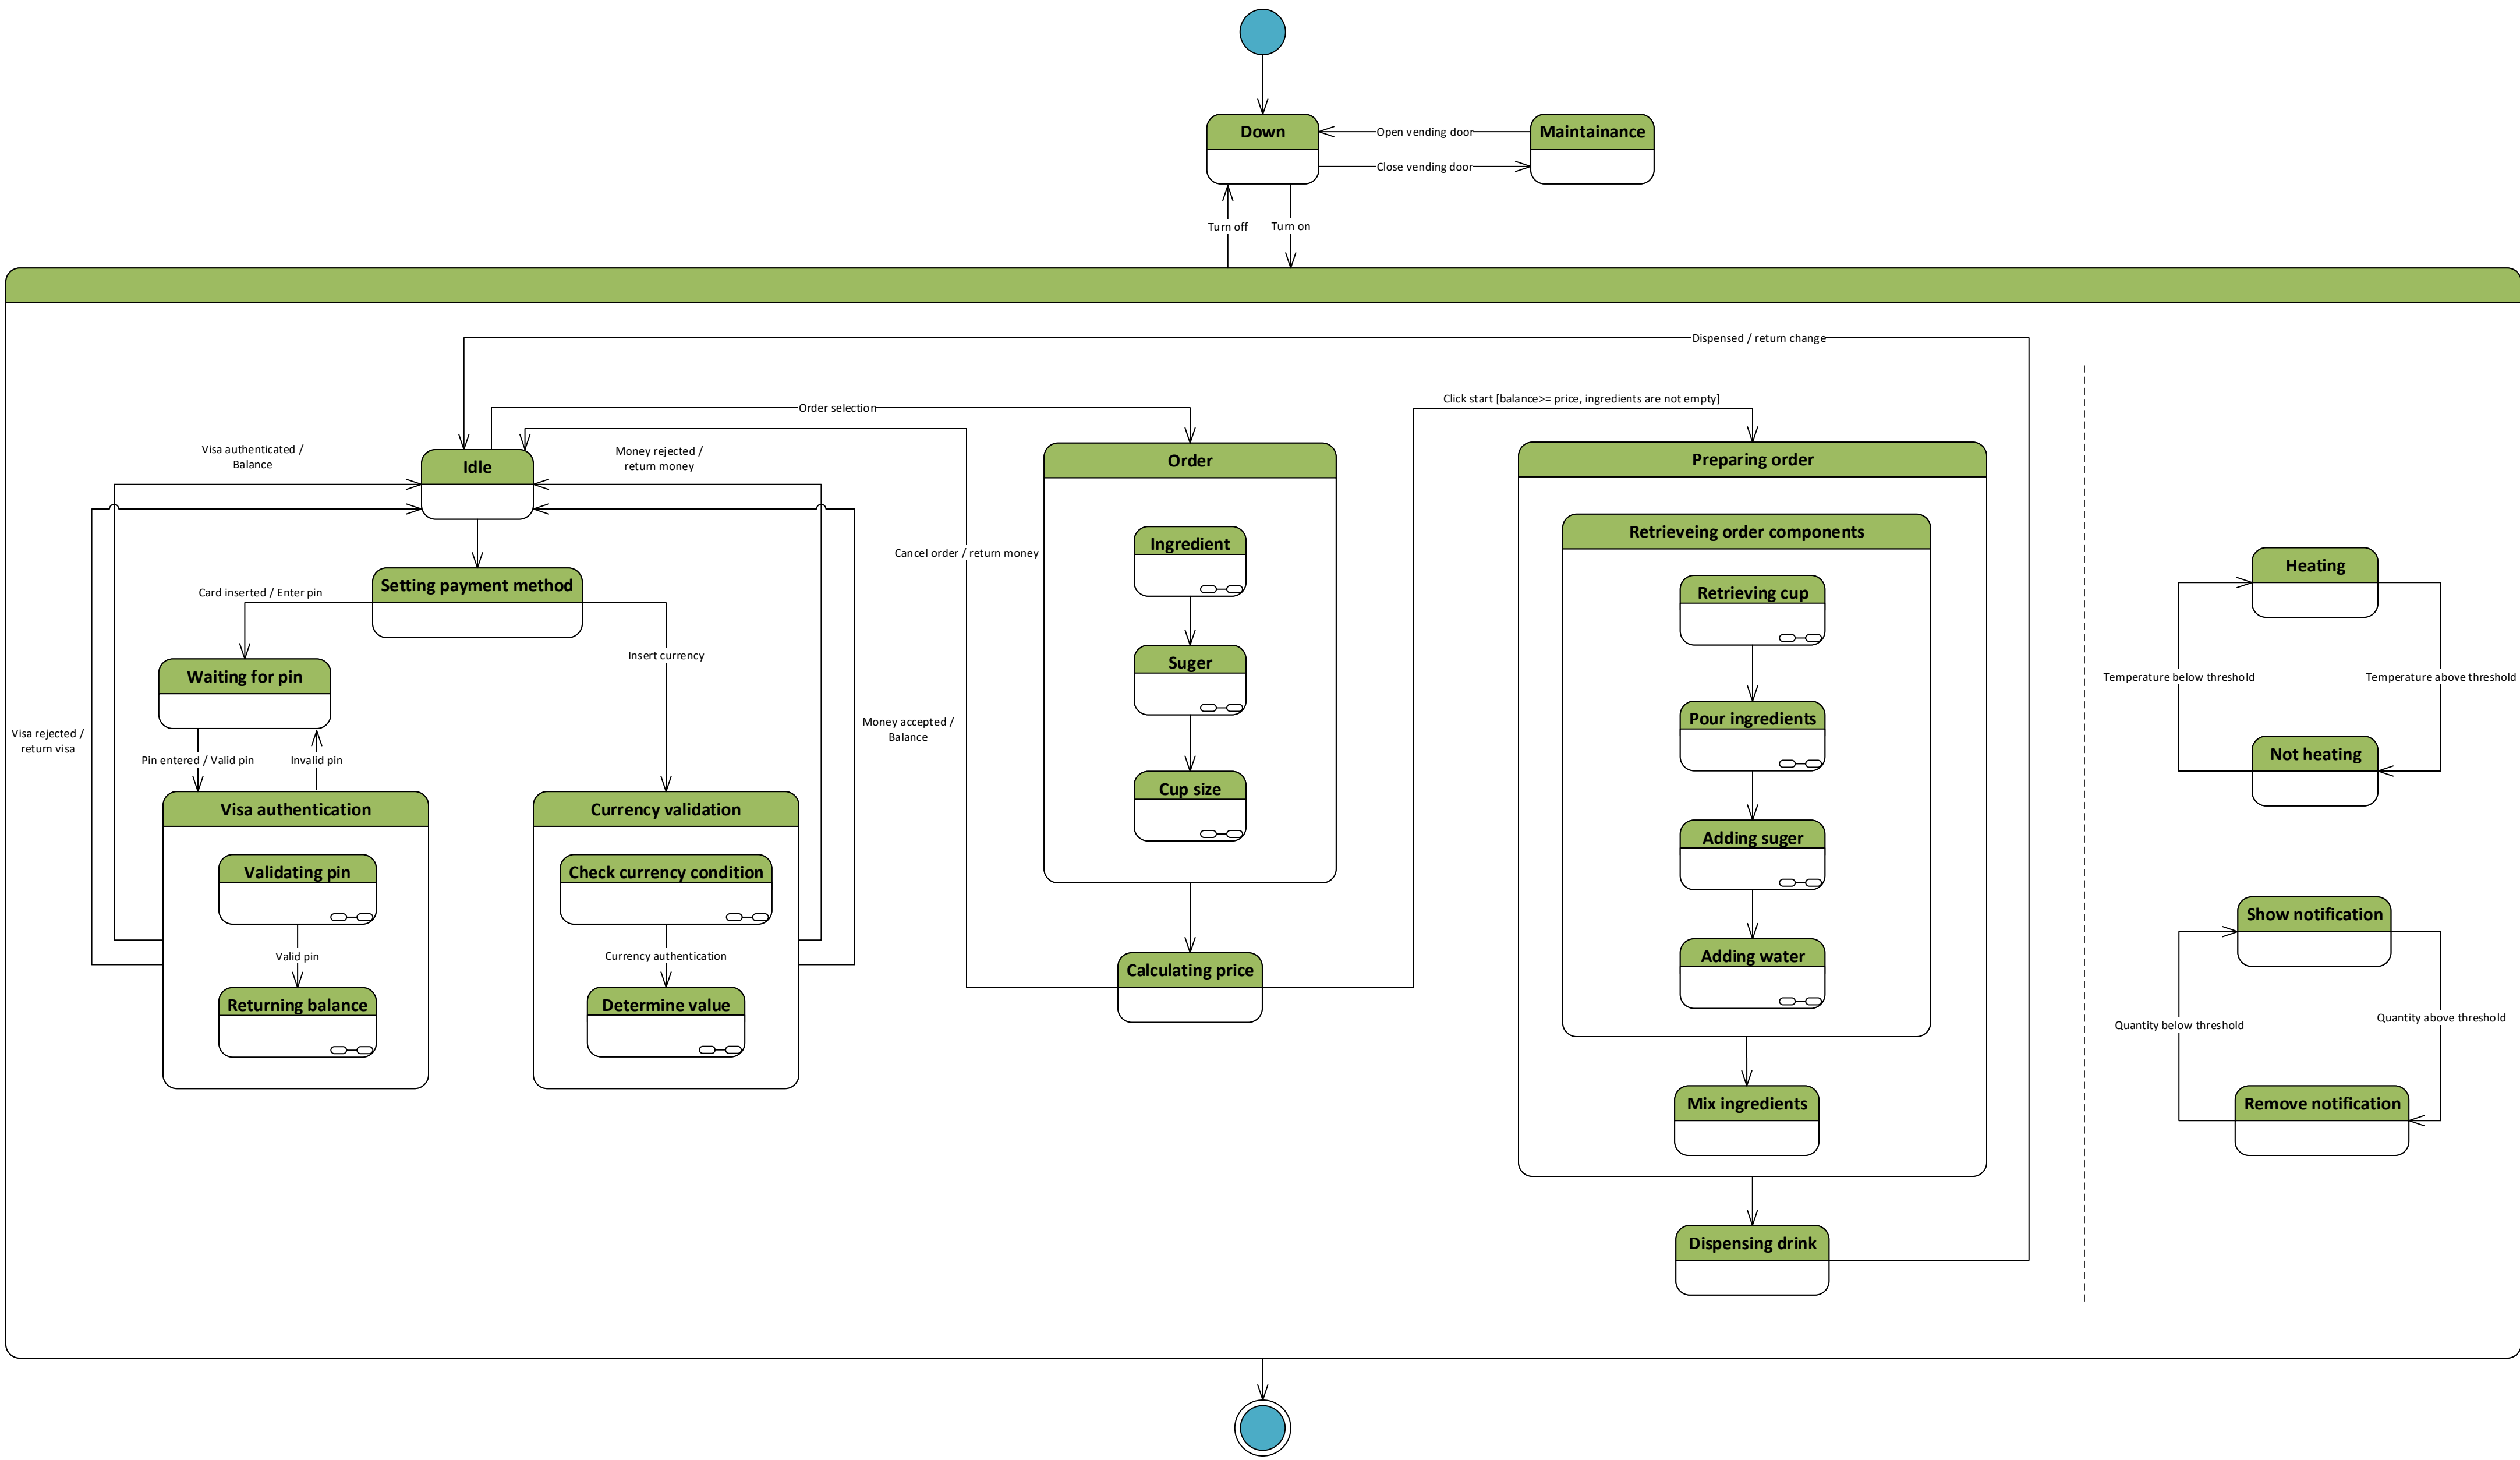 Down
Maintainance
Open vending door
Close vending door
Turn off
Turn on
Dispensed / return change
Order selection
Click start [balance>= price, ingredients are not empty]
Visa authenticated /
Balance
Idle
Money rejected /
return money
Setting payment method
Card inserted / Enter pin
Insert currency
Waiting for pin
Visa rejected /
return visa
Pin entered / Valid pin
Invalid pin
Money accepted /
Balance
Cancel order / return money
Visa authentication
Validating pin
Valid pin
Returning balance
Currency validation
Check currency condition
Currency authentication
Determine value
Order
Ingredient
Suger
Cup size
Calculating price
Preparing order
Retrieveing order components
Retrieving cup
Pour ingredients
Adding suger
Adding water
Mix ingredients
Dispensing drink
Heating
Temperature below threshold
Temperature above threshold
Not heating
Show notification
Quantity below threshold
Quantity above threshold
Remove notification